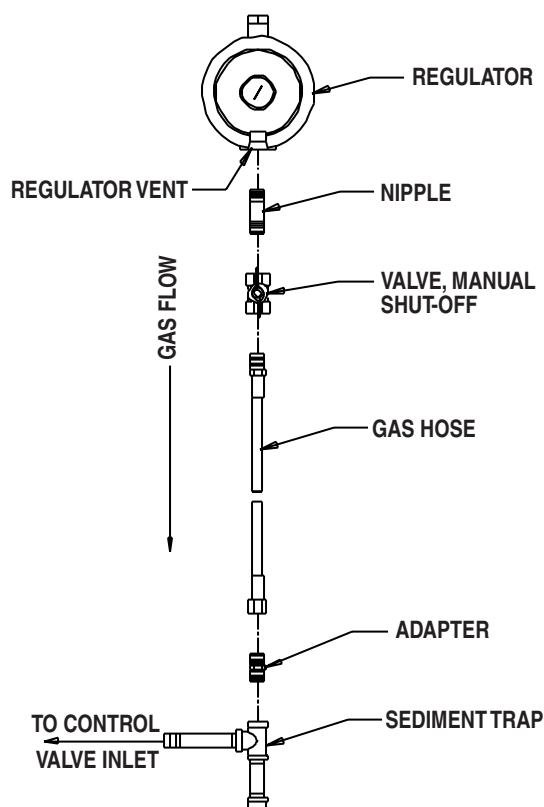 REGULATOR
REGULATOR VENT
NIPPLE
VALVE, MANUAL
SHUT-OFF
GAS FLOW
GAS HOSE
ADAPTER
SEDIMENT TRAP
TO CONTROL
VALVE INLET